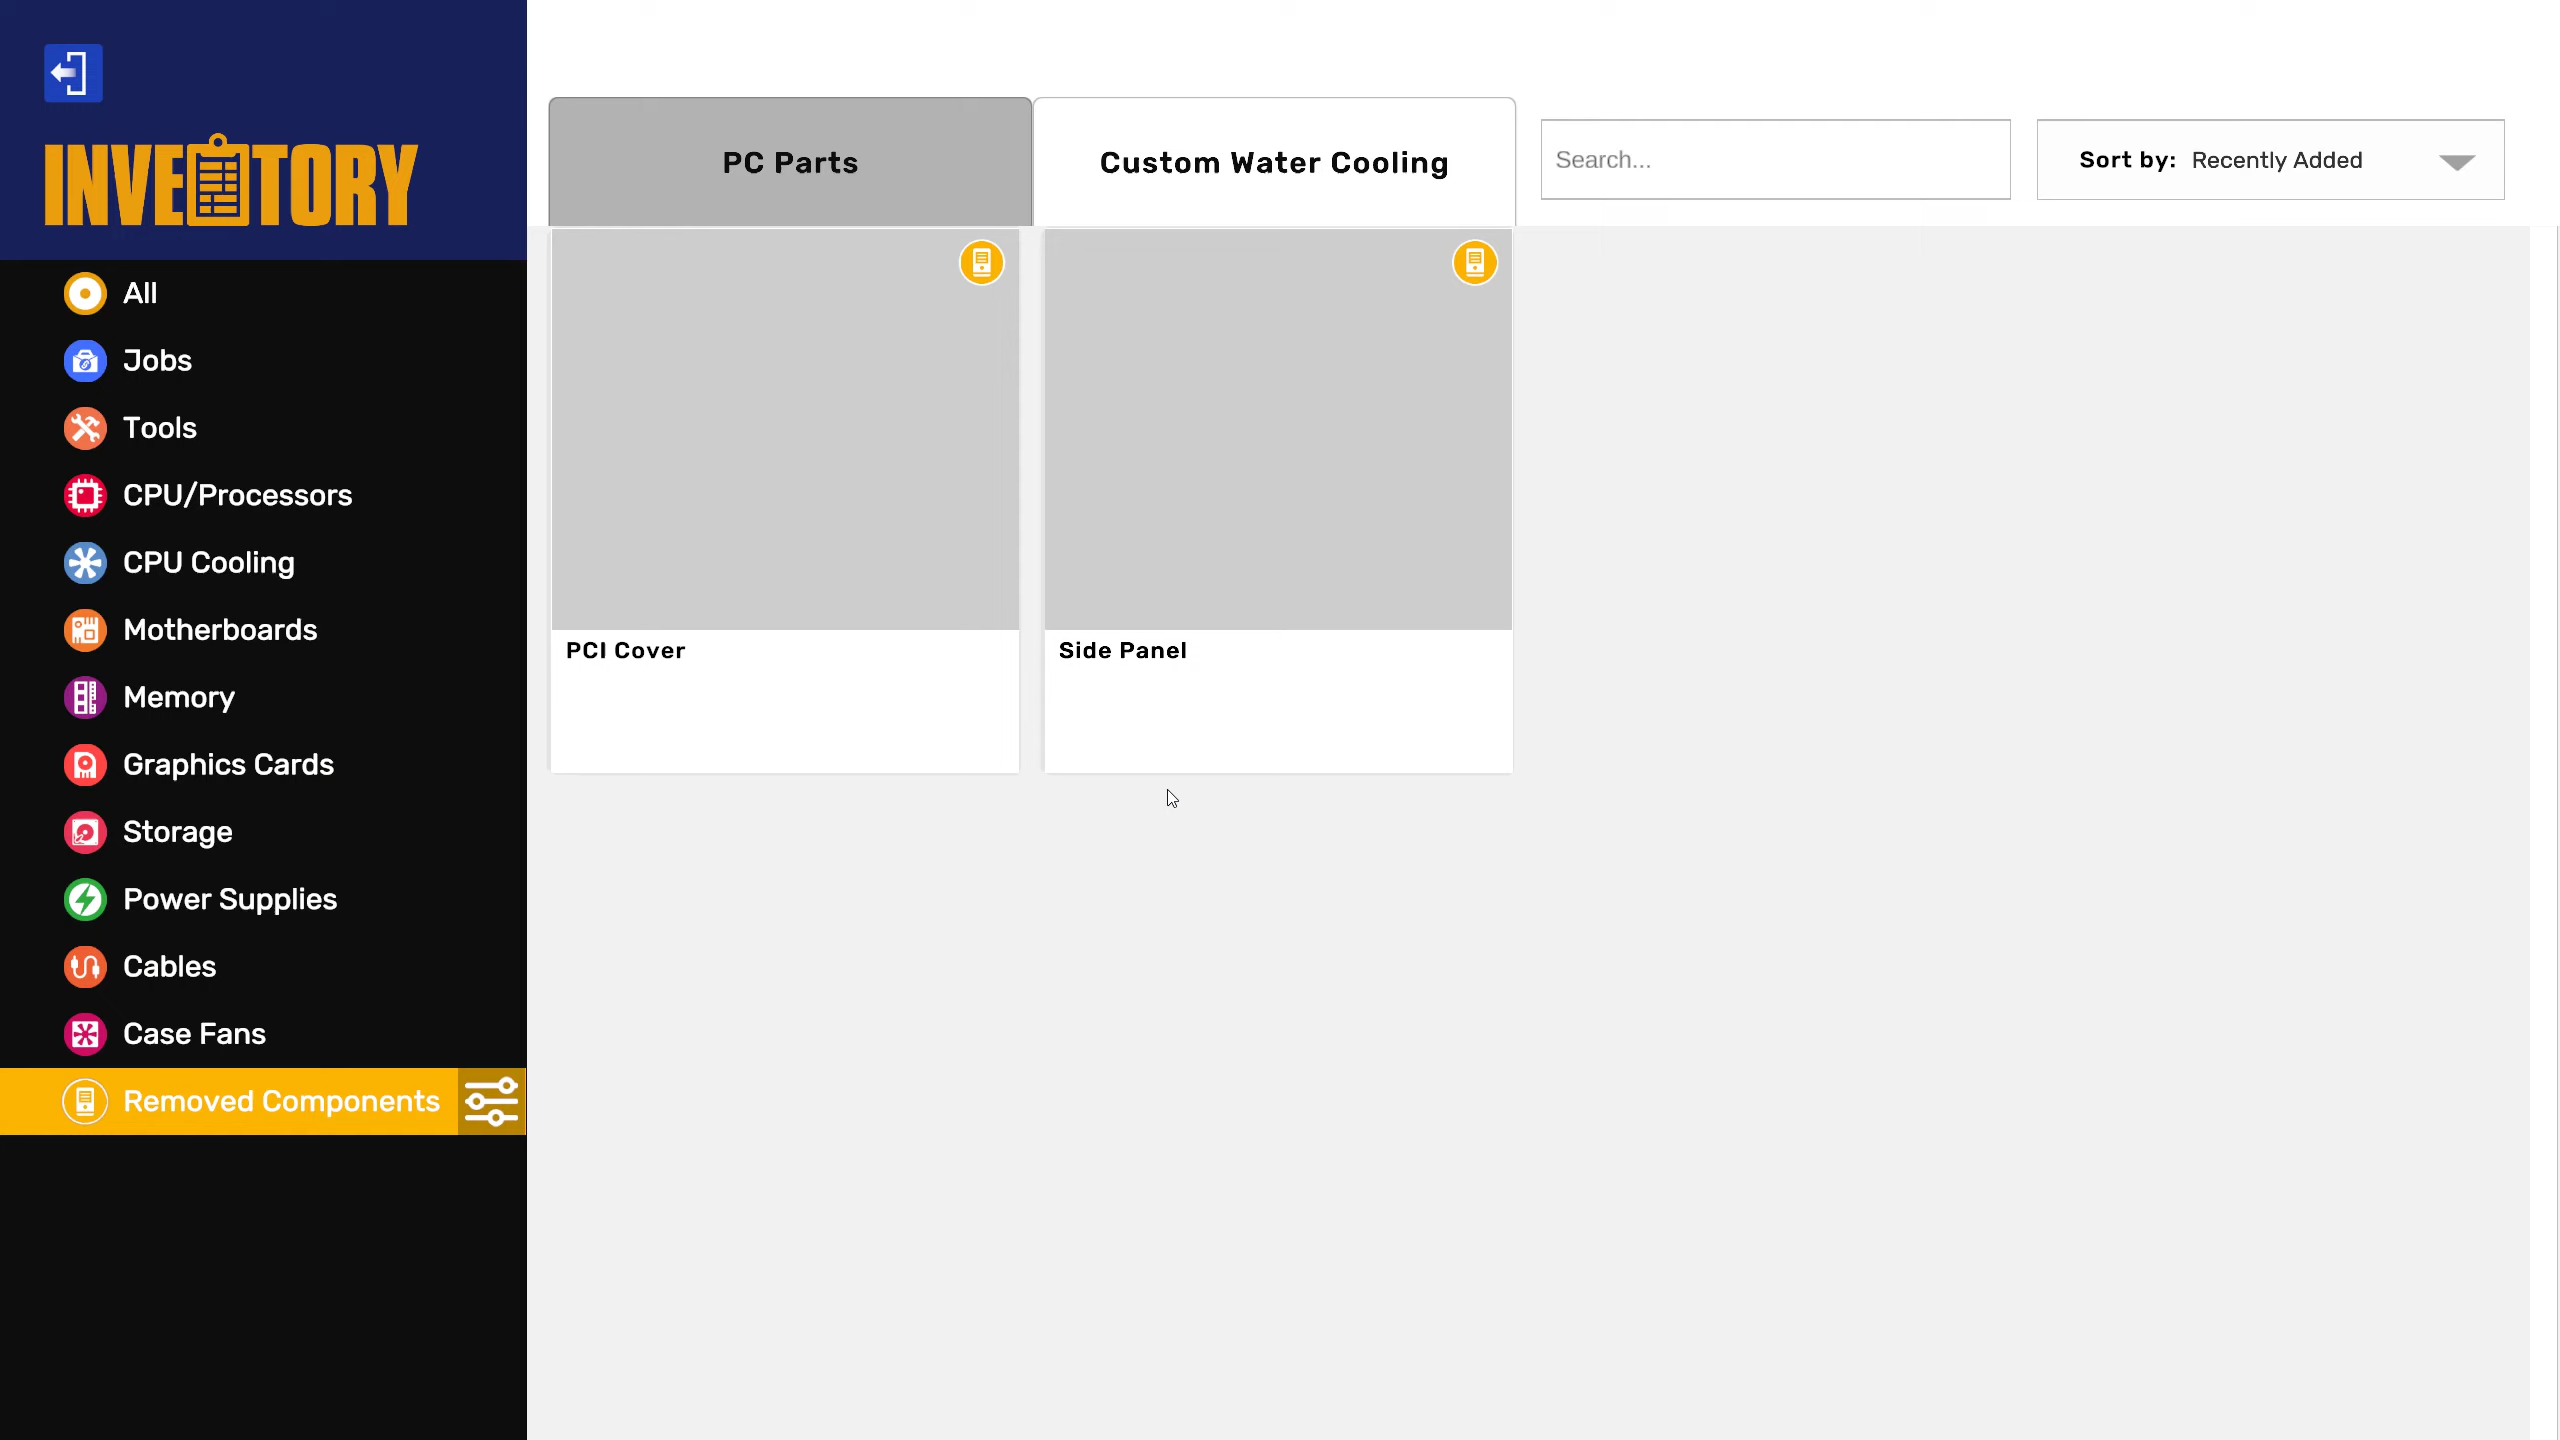 INVENTORY
All
Jobs
Tools
CPU/Processors
CPU Cooling
Motherboards
Memory
Graphics Cards
Storage
Power Supplies
Cables
Case Fans
Removed Components
PC Parts
Custom Water Cooling
Search...
Sort by: Recently Added
PCI Cover
Side Panel